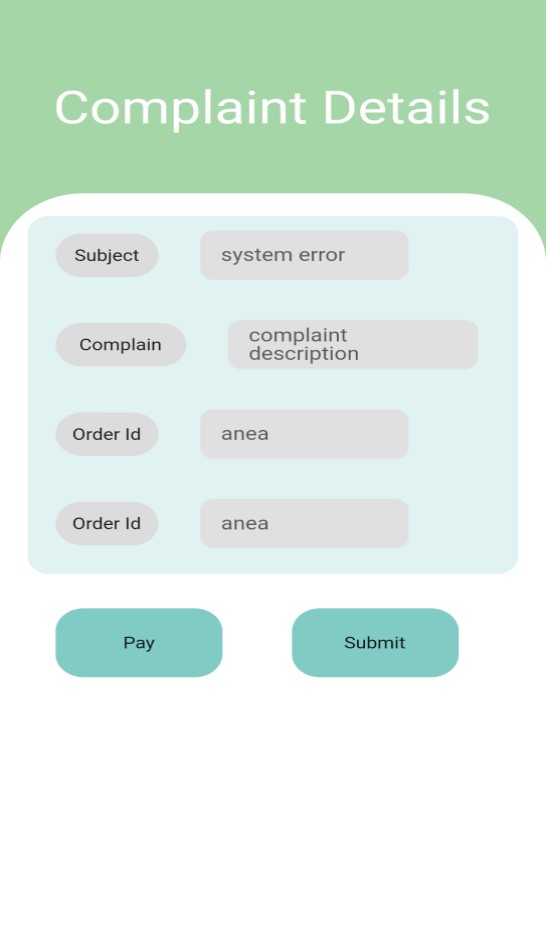 Complaint Details
Subject
system error
Complain
complaint
description
Order Id
anea
Order Id
anea
Pay
Submit